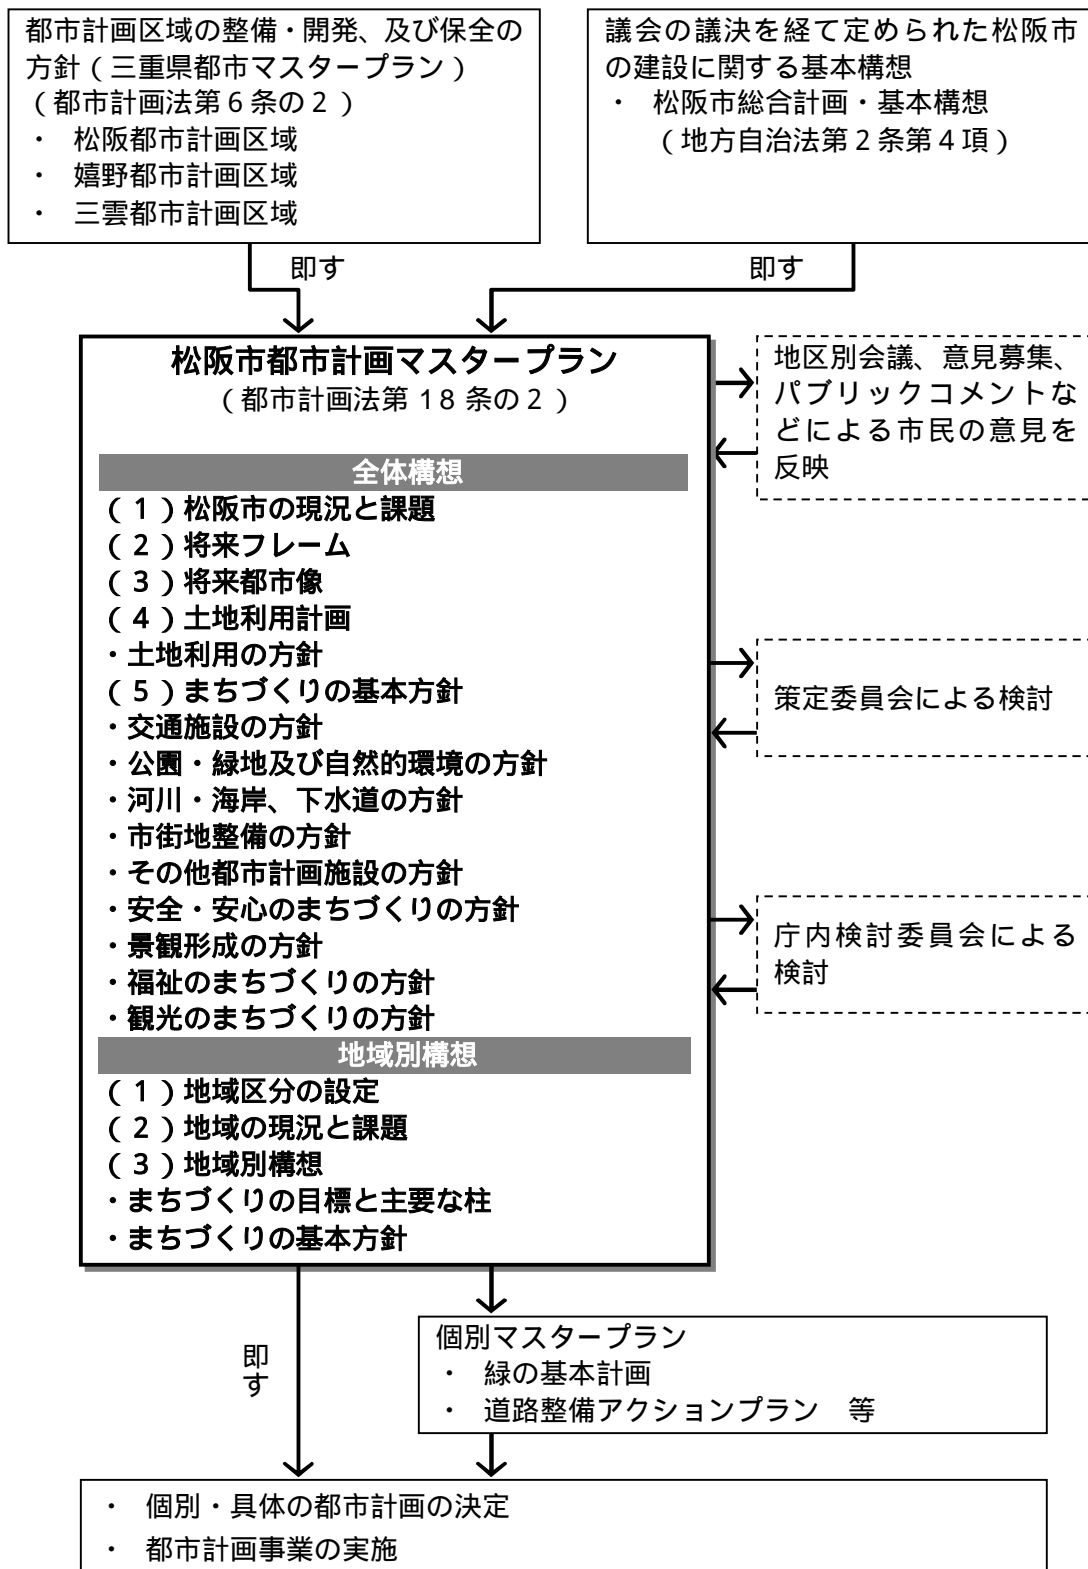 都市計画区域の整備・開発、及び保全の
方針（三重県都市マスタープラン）
（都市計画法第６条の２）
・ 松阪都市計画区域
・ 嬉野都市計画区域
・ 三雲都市計画区域
議会の議決を経て定められた松阪市
の建設に関する基本構想
・ 松阪市総合計画・基本構想
（地方自治法第２条第４項）
即す
即す
松阪市都市計画マスタープラン
（都市計画法第 18 条の２）
全体構想
（１）松阪市の現況と課題
（２）将来フレーム
（３）将来都市像
（４）土地利用計画
・土地利用の方針
（５）まちづくりの基本方針
・交通施設の方針
・公園・緑地及び自然的環境の方針
・河川・海岸、下水道の方針
・市街地整備の方針
・その他都市計画施設の方針
・安全・安心のまちづくりの方針
・景観形成の方針
・福祉のまちづくりの方針
・観光のまちづくりの方針
地域別構想
（１）地域区分の設定
（２）地域の現況と課題
（３）地域別構想
・まちづくりの目標と主要な柱
・まちづくりの基本方針
地区別会議、意見募集、
パブリックコメントな
どによる市民の意見を
反映
策定委員会による検討
庁内検討委員会による
検討
即す
個別マスタープラン
・ 緑の基本計画
・ 道路整備アクションプラン　等
・ 個別・具体の都市計画の決定
・ 都市計画事業の実施